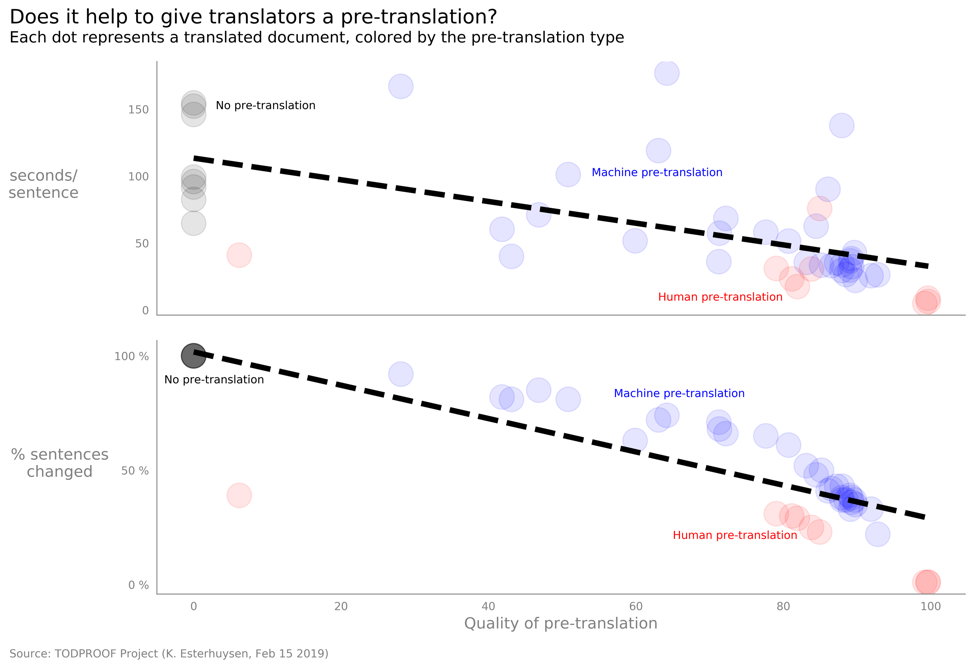 Does it help to give translators a pre-translation?
Each dot represents a translated document, colored by the pre-translation type
150
No pre-translation
seconds/
sentence
100
Machine pre-translation
50
Human pre-translation
0
100 %
No pre-translation
Machine pre-translation
% sentences
changed
50 %
Human pre-translation
0 %
0 20 40 60 80 100
Quality of pre-translation
Source: TODPROOF Project (K. Esterhuysen, Feb 15 2019)